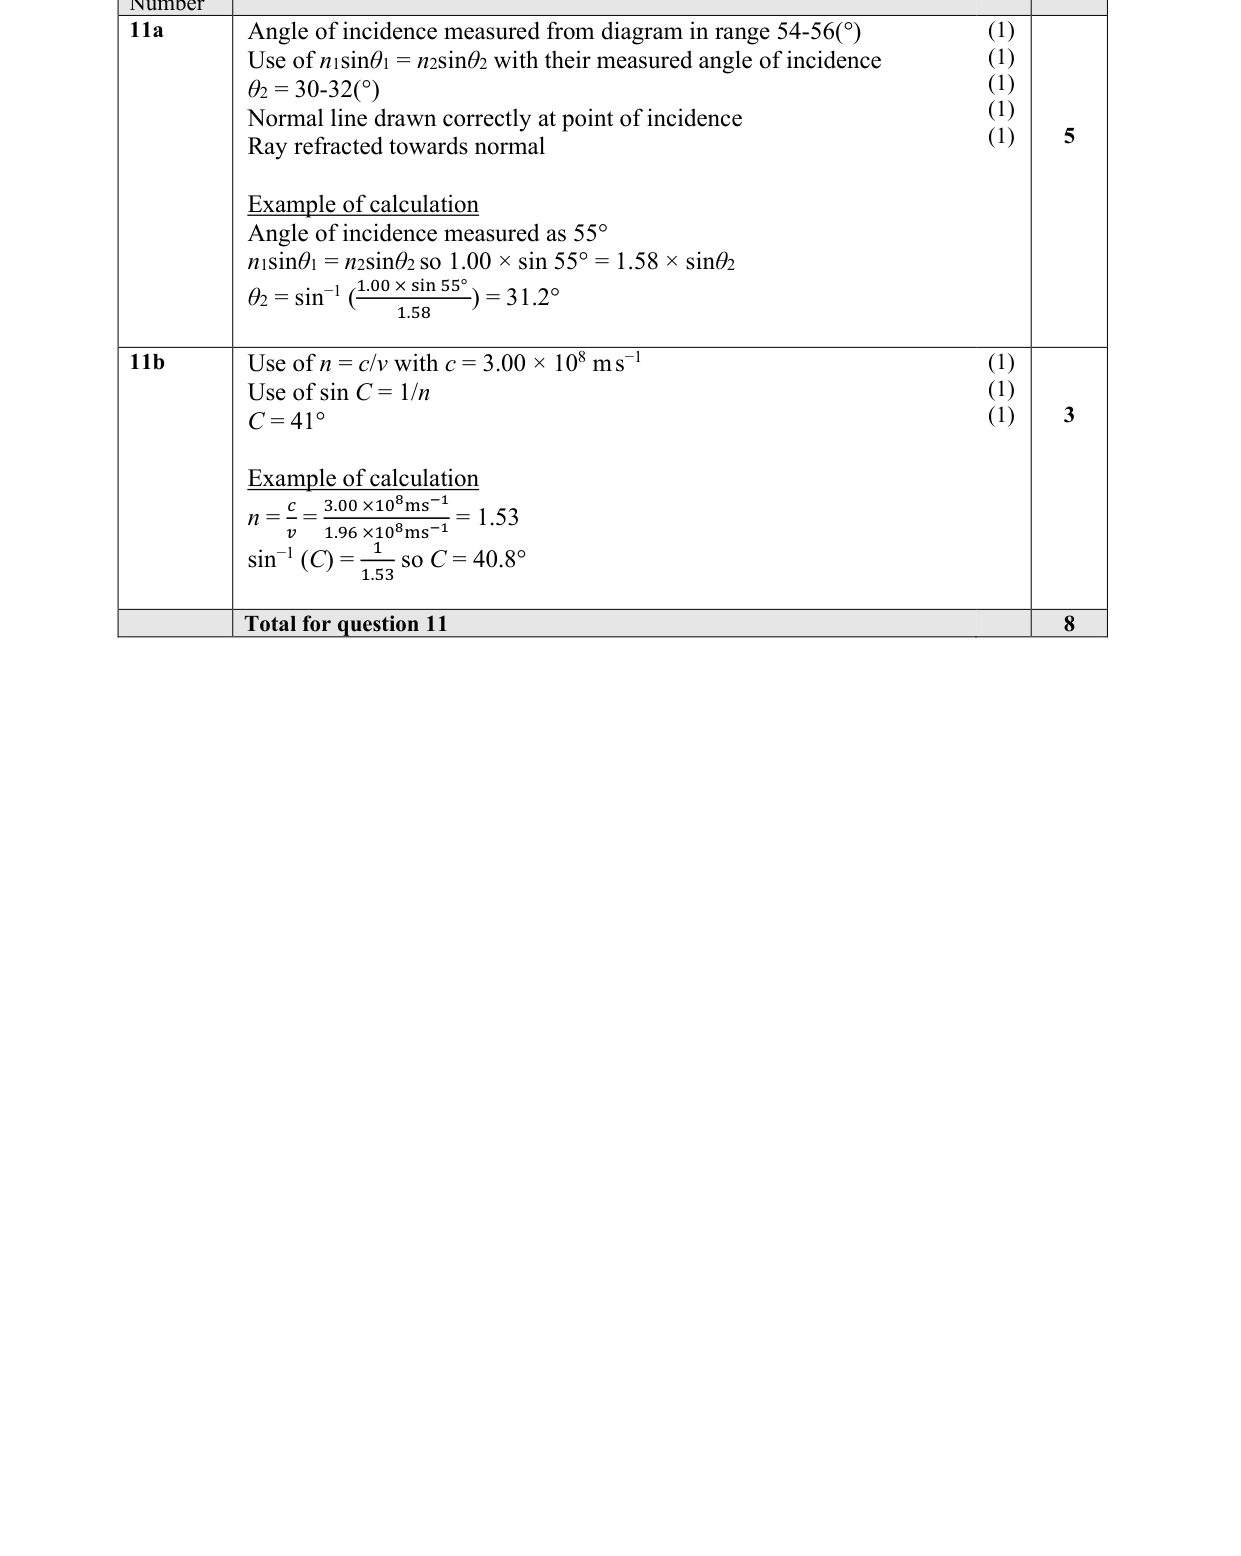 Number
11a
Angle of incidence measured from diagram in range 54-56(°) (1)
Use of n₁sinθ₁ = n₂sinθ₂ with their measured angle of incidence (1)
θ₂ = 30-32(°) (1)
Normal line drawn correctly at point of incidence (1)
Ray refracted towards normal (1)
5
Example of calculation
Angle of incidence measured as 55°
n₁sinθ₁ = n₂sinθ₂ so 1.00 × sin 55° = 1.58 × sinθ₂
θ₂ = sin⁻¹ (1.00 × sin 55° / 1.58) = 31.2°
11b
Use of n = c/v with c = 3.00 × 10⁸ m s⁻¹ (1)
Use of sin C = 1/n (1)
C = 41° (1)
3
Example of calculation
n = c/v = 3.00 ×10⁸ms⁻¹ / 1.96 ×10⁸ms⁻¹ = 1.53
sin⁻¹ (C) = 1/1.53 so C = 40.8°
Total for question 11 8